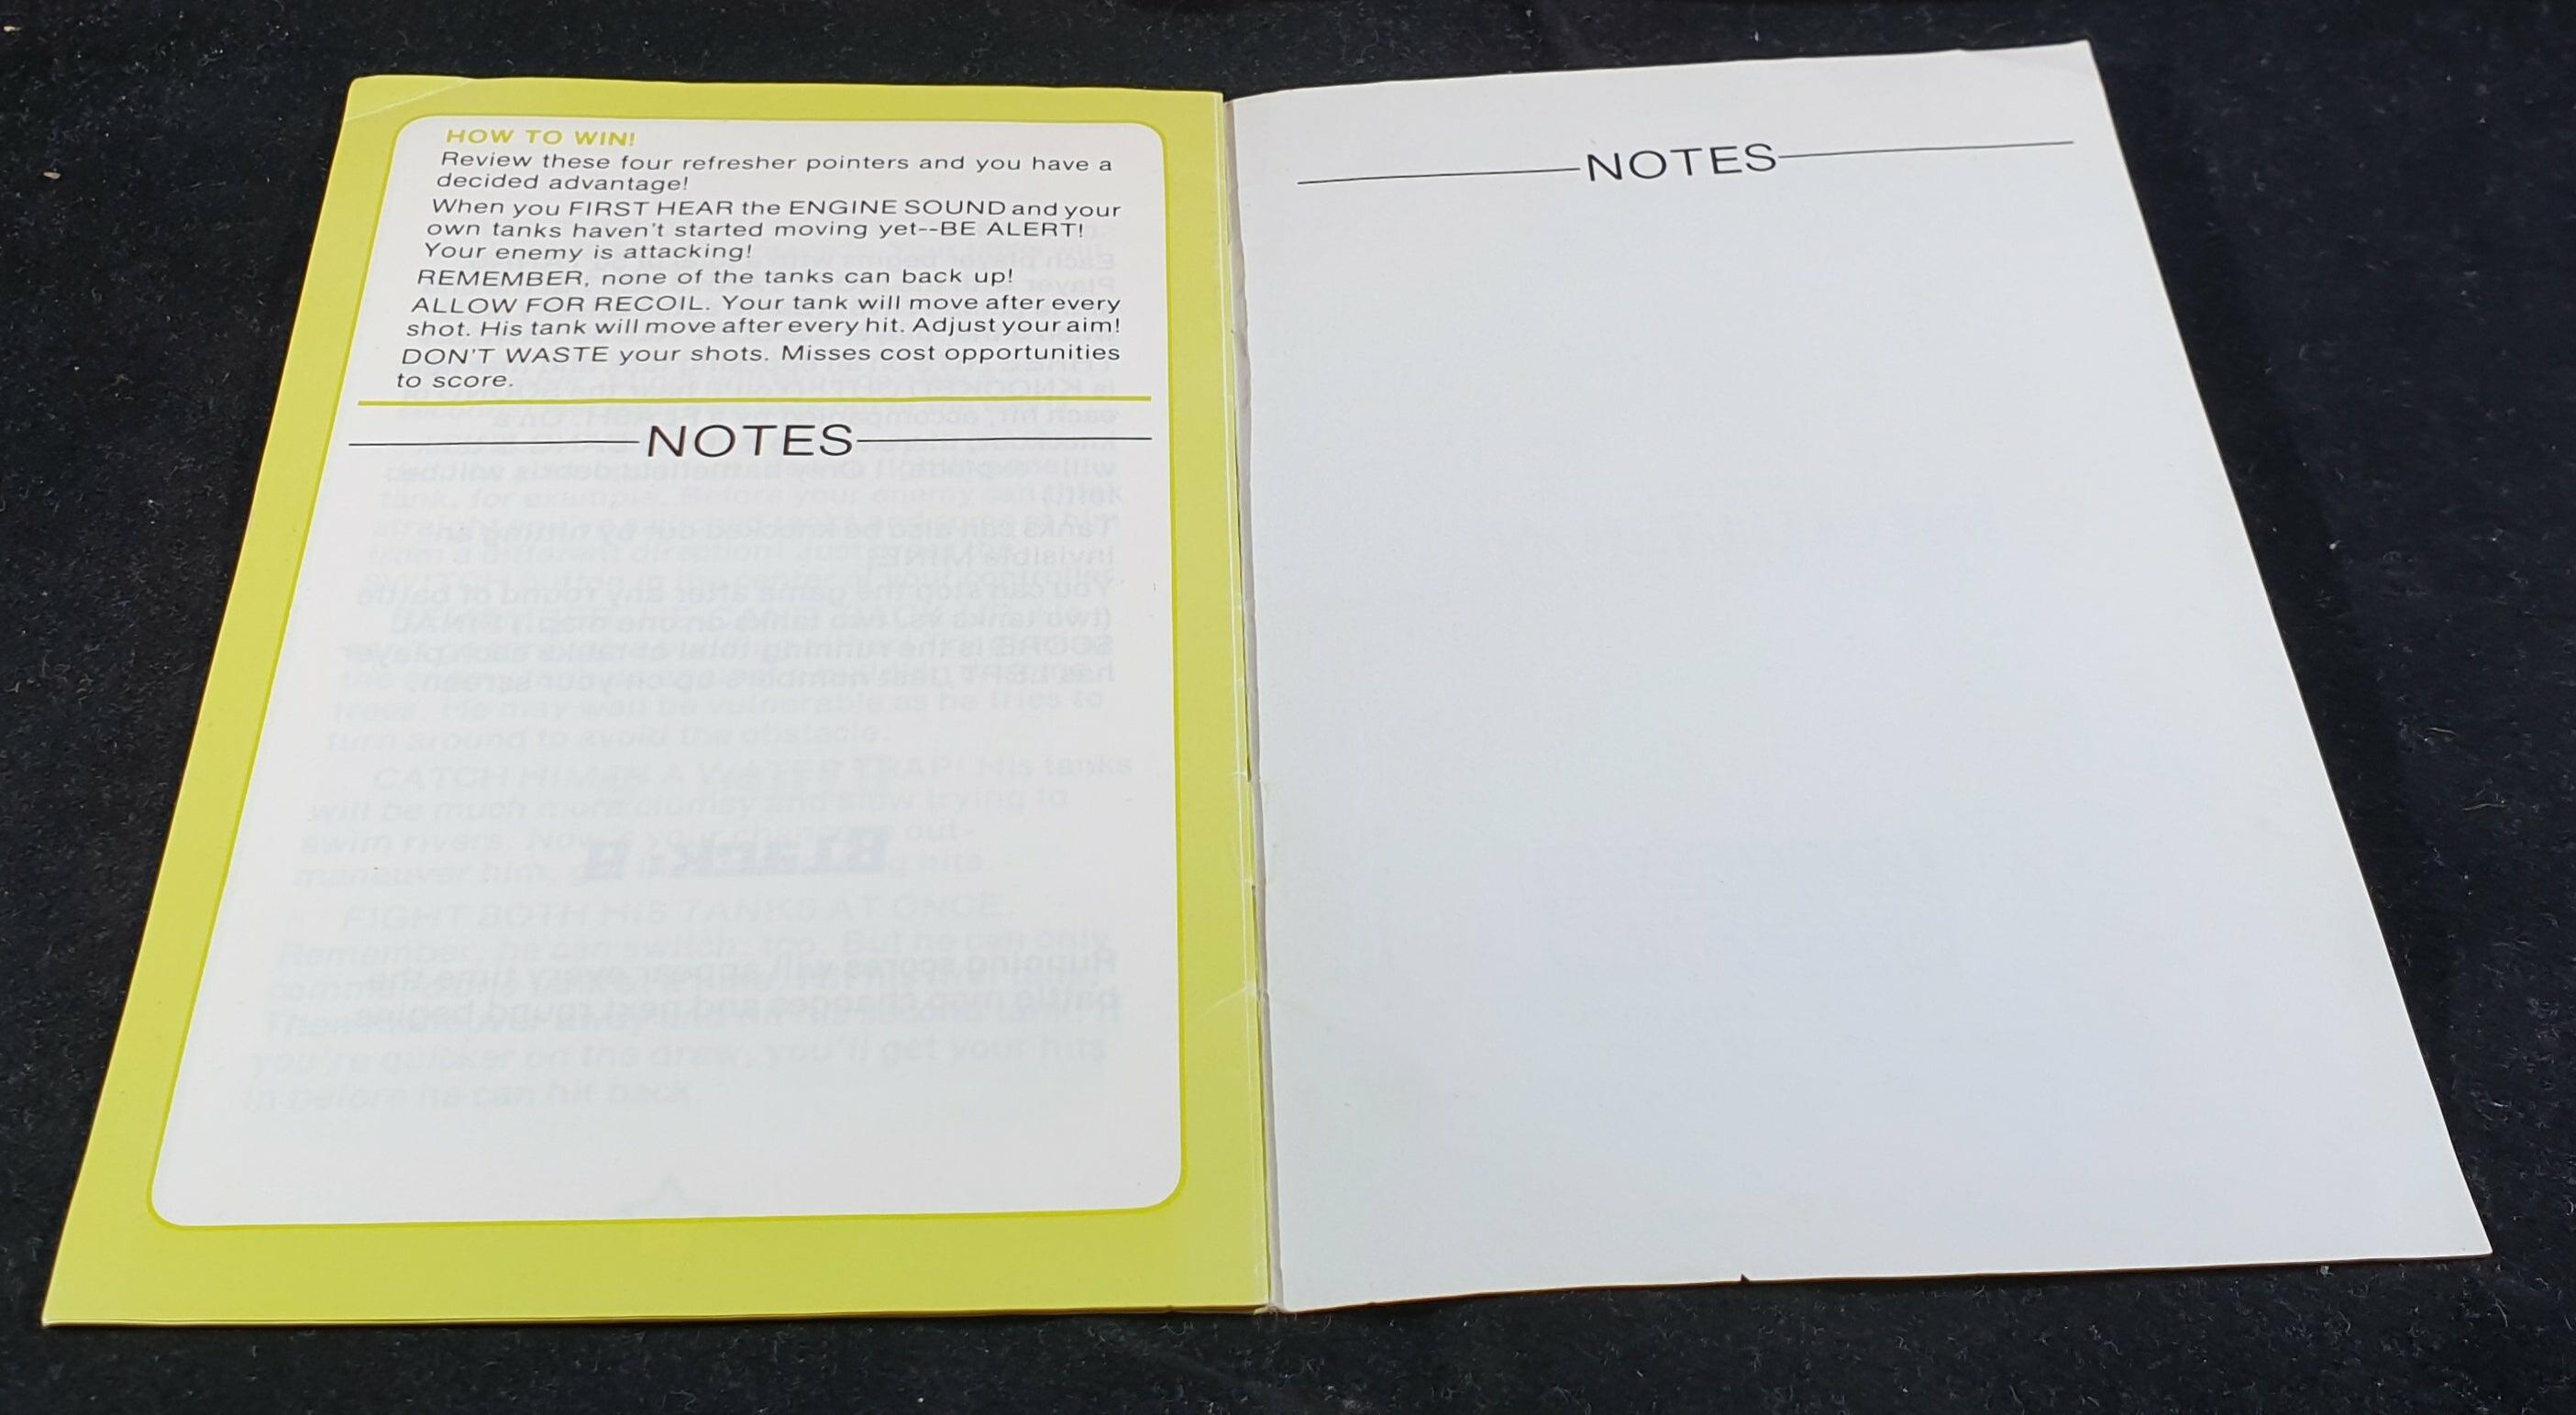 HOW TO WIN!
Review these four refresher pointers and you have a
decided advantage!
When you FIRST HEAR the ENGINE SOUND and your
own tanks haven't started moving yet--BE ALERT!
Your enemy is attacking!
REMEMBER, none of the tanks can back up!
ALLOW FOR RECOIL. Your tank will move after every
shot. His tank will move after every hit. Adjust your aim!
DON'T WASTE your shots. Misses cost opportunities
to score.
NOTES
NOTES